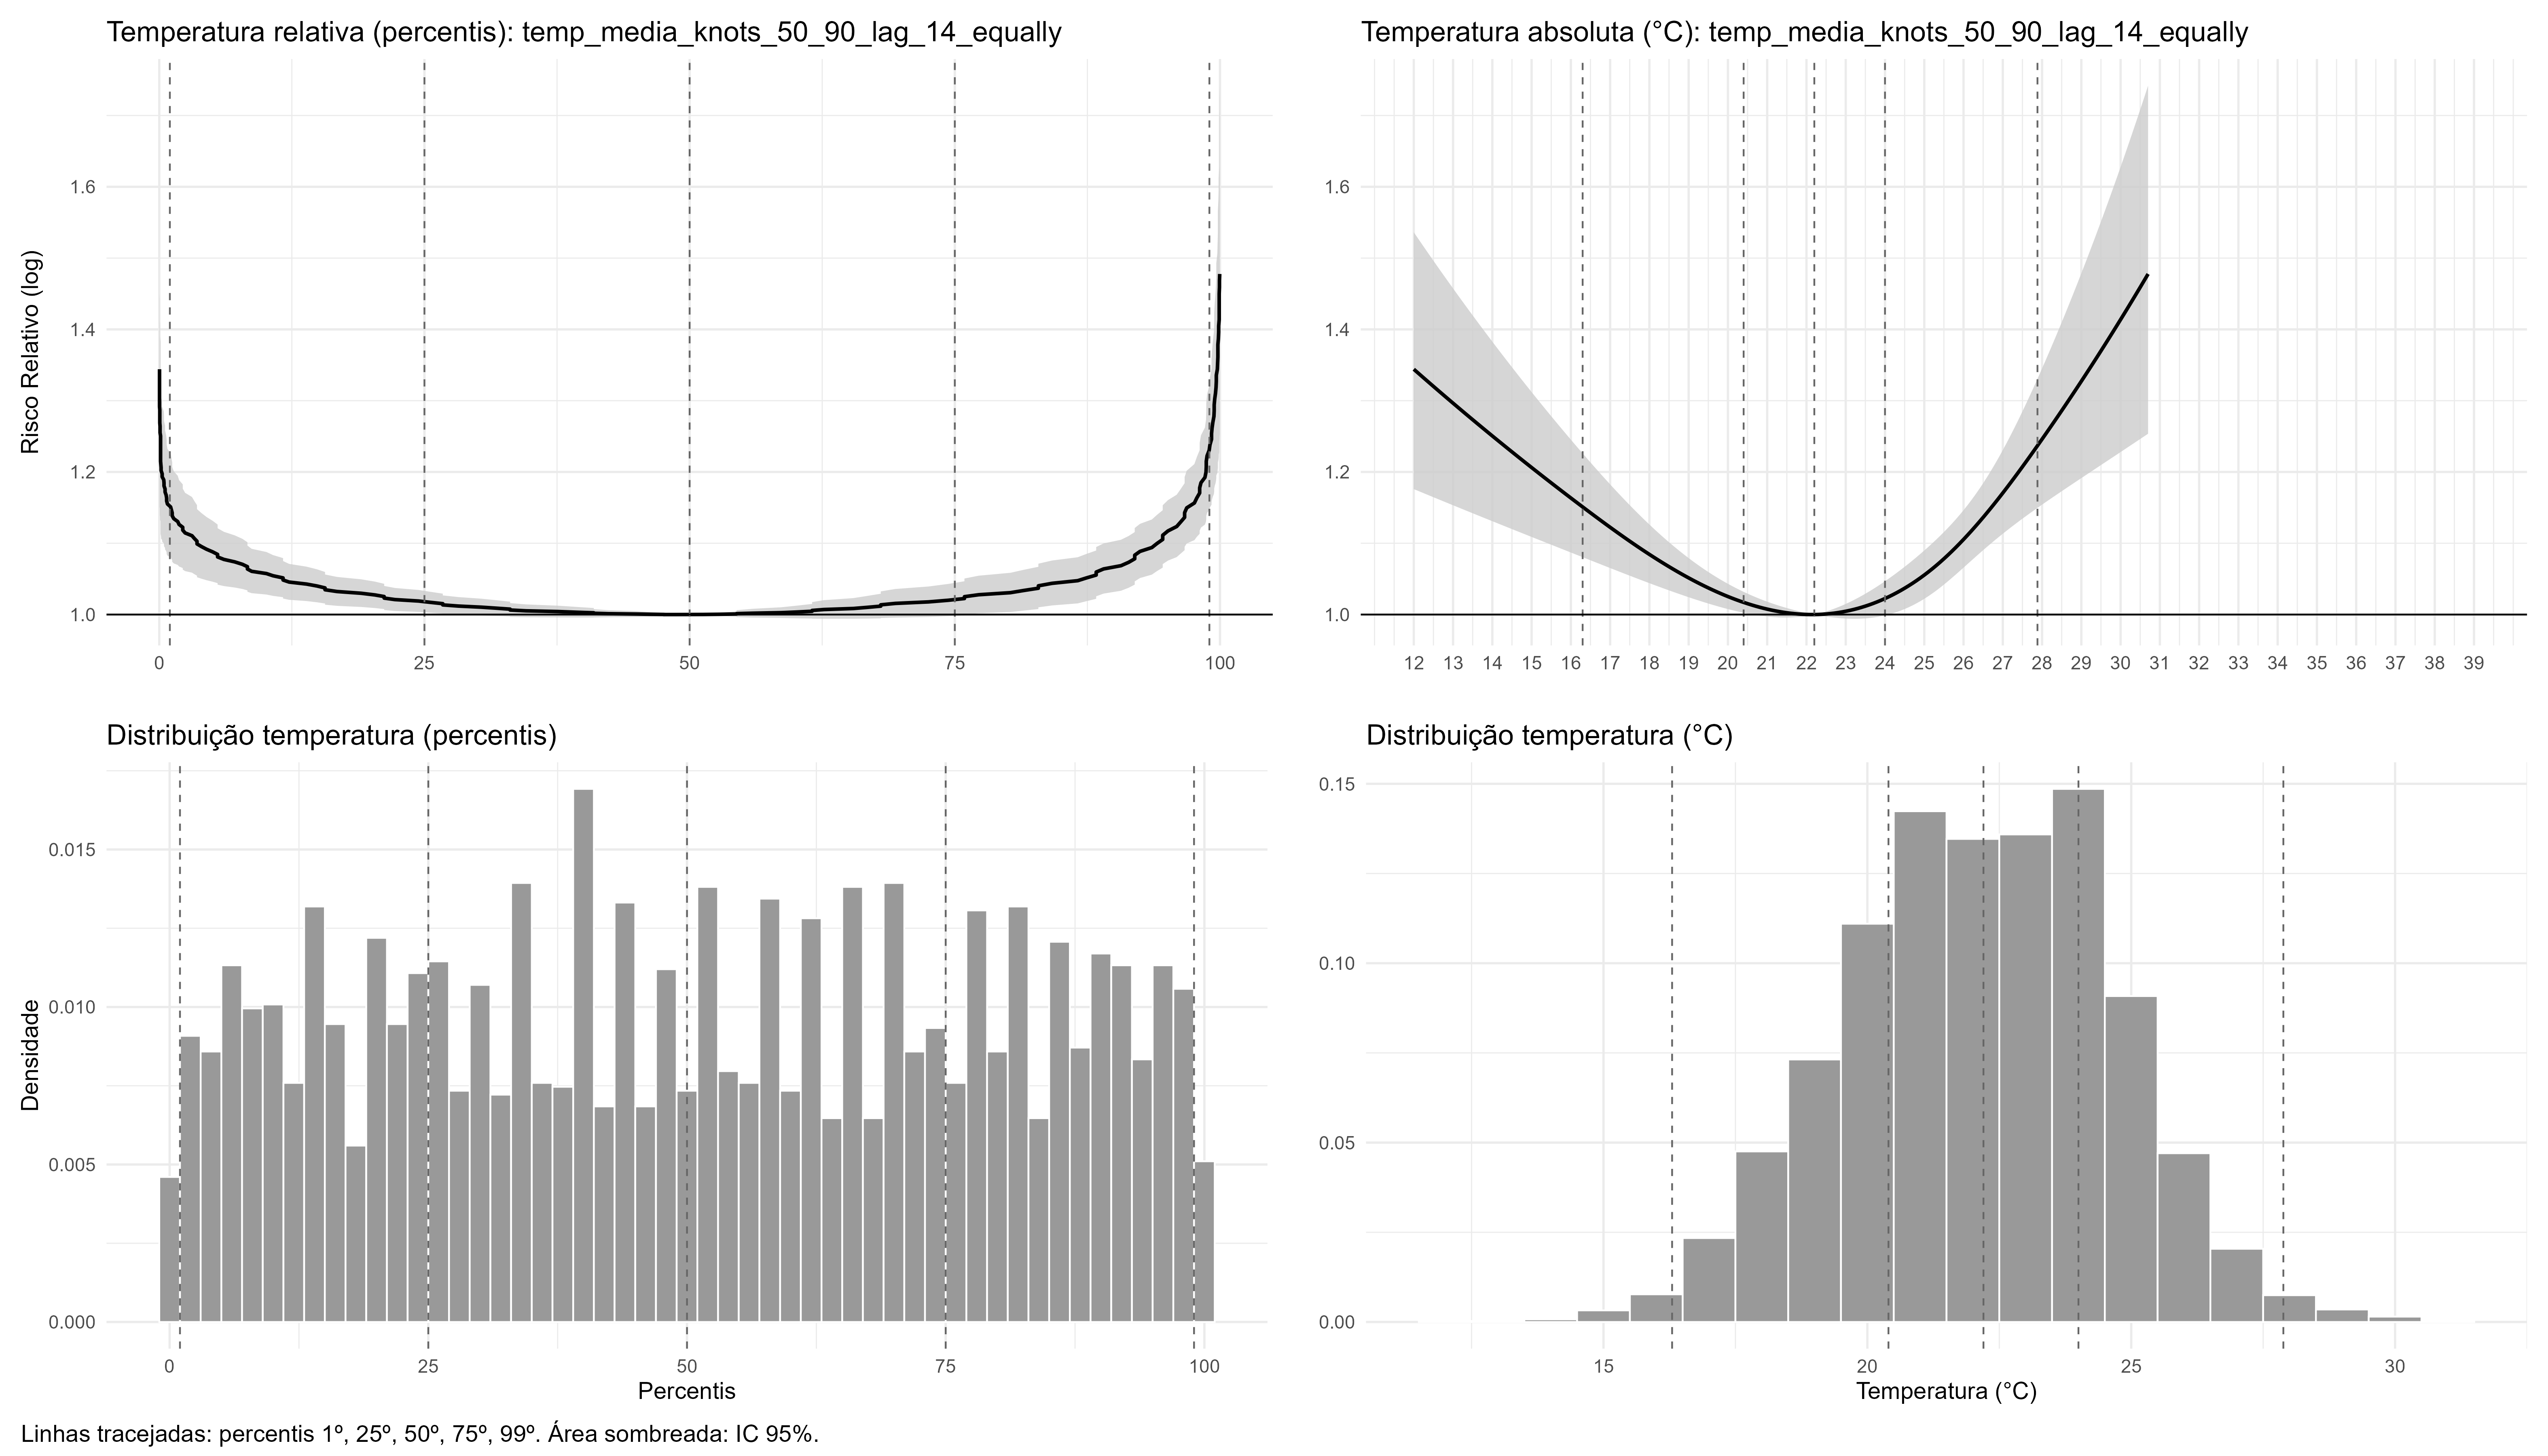 Temperatura relativa (percentis): temp_media_knots_50_90_lag_14_equally
Risco Relativo (log)
1.6
1.4
1.2
1.0
0 25 50 75 100
Temperatura absoluta (°C): temp_media_knots_50_90_lag_14_equally
1.6
1.4
1.2
1.0
12 13 14 15 16 17 18 19 20 21 22 23 24 25 26 27 28 29 30 31 32 33 34 35 36 37 38 39
Distribuição temperatura (percentis)
Densidade
0.015
0.010
0.005
0.000
0 25 50 75 100
Percentis
Distribuição temperatura (°C)
0.15
0.10
0.05
0.00
15 20 25 30
Temperatura (°C)
Linhas tracejadas: percentis 1º, 25º, 50º, 75º, 99º. Área sombreada: IC 95%.